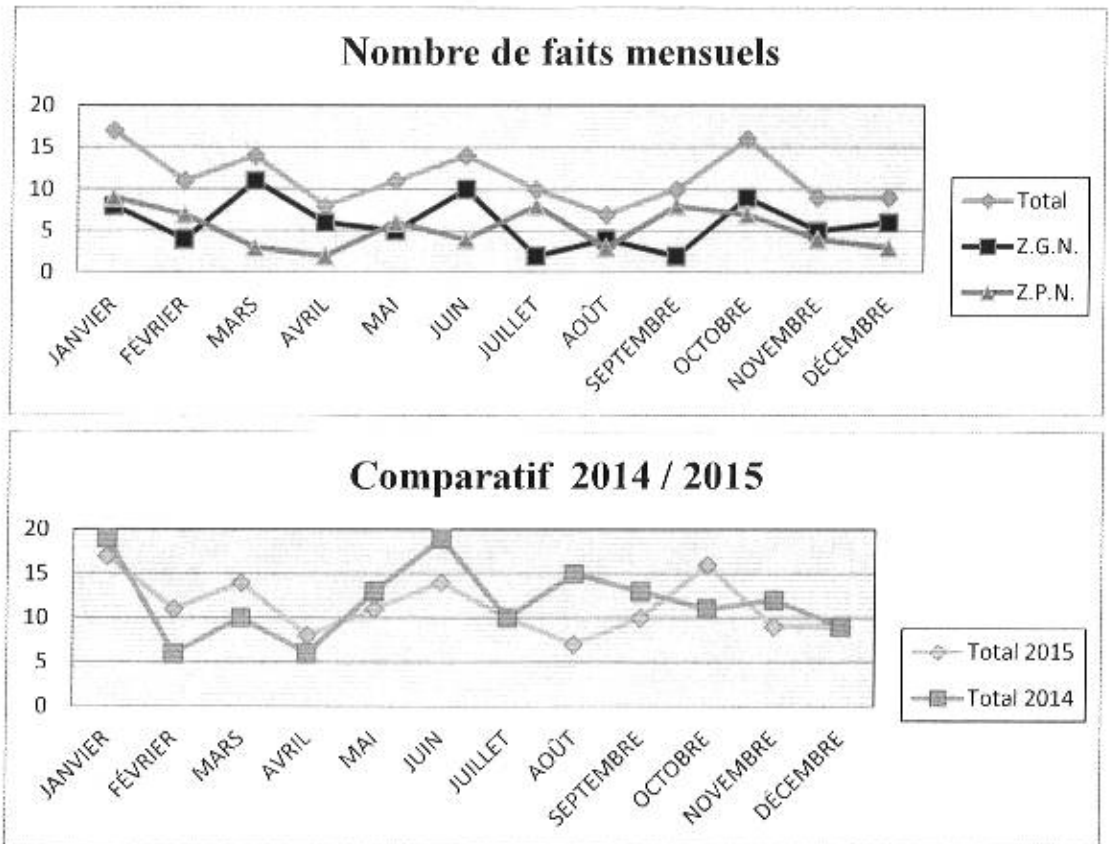 Nombre de faits mensuels
20
15
10
5
0
JANVIER
FÉVRIER
MARS
AVRIL
MAI
JUIN
JUILLET
AOÛT
SEPTEMBRE
OCTOBRE
NOVEMBRE
DÉCEMBRE
Total
Z.G.N.
Z.P.N.
Comparatif 2014 / 2015
20
15
10
5
0
JANVIER
FÉVRIER
MARS
AVRIL
MAI
JUIN
JUILLET
AOÛT
SEPTEMBRE
OCTOBRE
NOVEMBRE
DÉCEMBRE
Total 2015
Total 2014